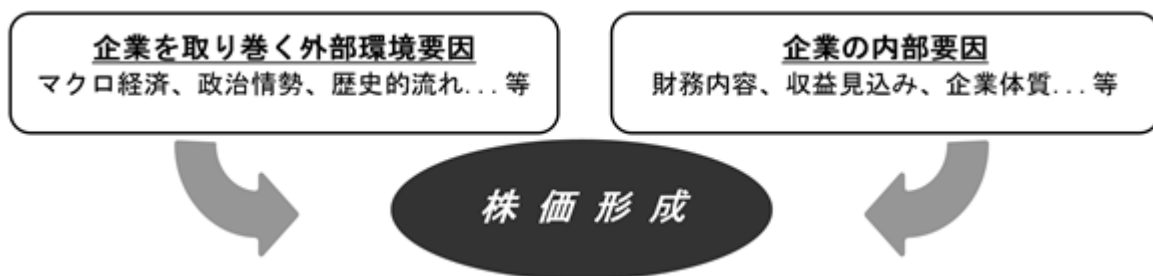 企業を取り巻く外部環境要因
マクロ経済、政治情勢、歴史的流れ...等
企業の内部要因
財務内容、収益見込み、企業体質...等
株価形成